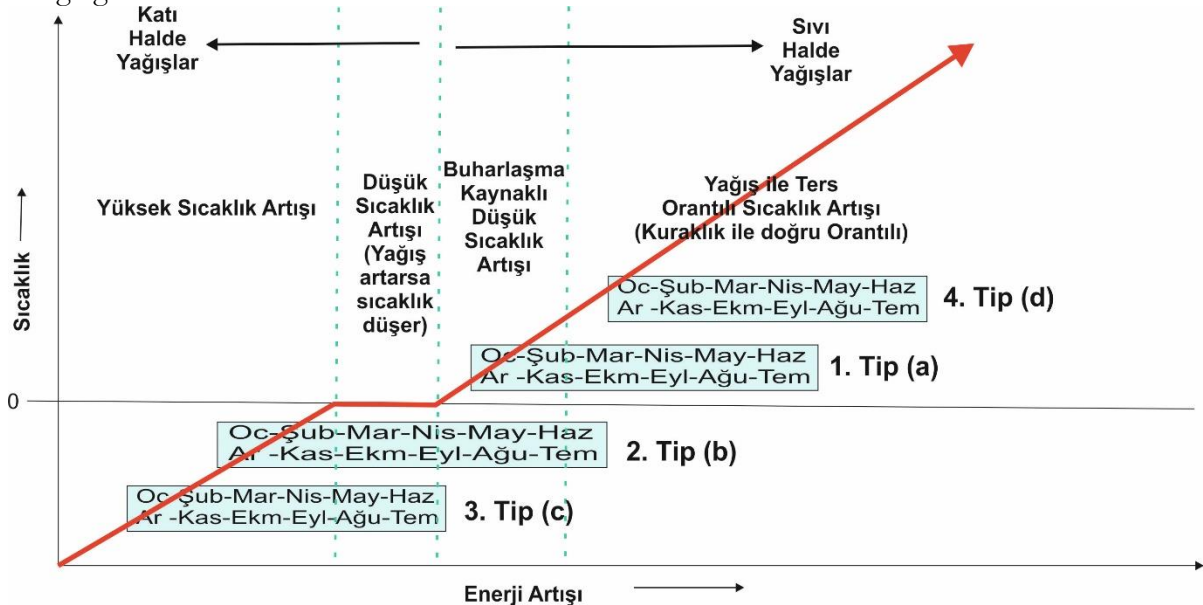 Katı
Halde
Yağışlar
Sıvı
Halde
Yağışlar
Yüksek Sıcaklık Artışı
Düşük
Sıcaklık
Artışı
(Yağış
artarsa
sıcaklık
düşer)
Buharlaşma
Kaynaklı
Düşük
Sıcaklık
Artışı
Yağış ile Ters
Orantılı Sıcaklık Artışı
(Kuraklık ile doğru Orantılı)
Sıcaklık
Oc-Şub-Mar-Nis-May-Haz
Ar -Kas-Ekm-Eyl-Ağu-Tem
4. Tip (d)
Oc-Şub-Mar-Nis-May-Haz
Ar -Kas-Ekm-Eyl-Ağu-Tem
1. Tip (a)
0
Oc-Şub-Mar-Nis-May-Haz
Ar -Kas-Ekm-Eyl-Ağu-Tem
2. Tip (b)
Oc-Şub-Mar-Nis-May-Haz
Ar -Kas-Ekm-Eyl-Ağu-Tem
3. Tip (c)
Enerji Artışı